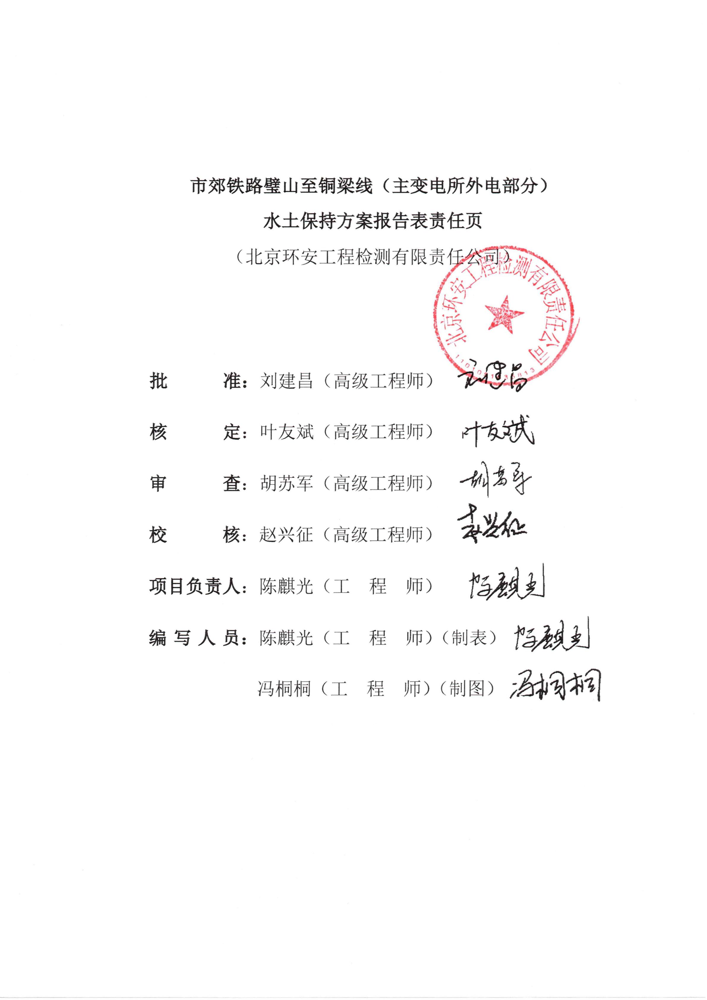 市郊铁路璧山至铜梁线（主变电所外电部分）
水土保持方案报告表责任页
（北京环安工程检测有限责任公司）
北京环安工程检测有限责任公司
批　　准：刘建昌（高级工程师） 刘建昌
核　　定：叶友斌（高级工程师） 叶友斌
审　　查：胡苏军（高级工程师） 胡苏军
校　　核：赵兴征（高级工程师） 赵兴征
项目负责人：陈麒光（工　程　师） 陈麒光
编 写 人 员：陈麒光（工　程　师）（制表） 陈麒光
冯桐桐（工　程　师）（制图） 冯桐桐